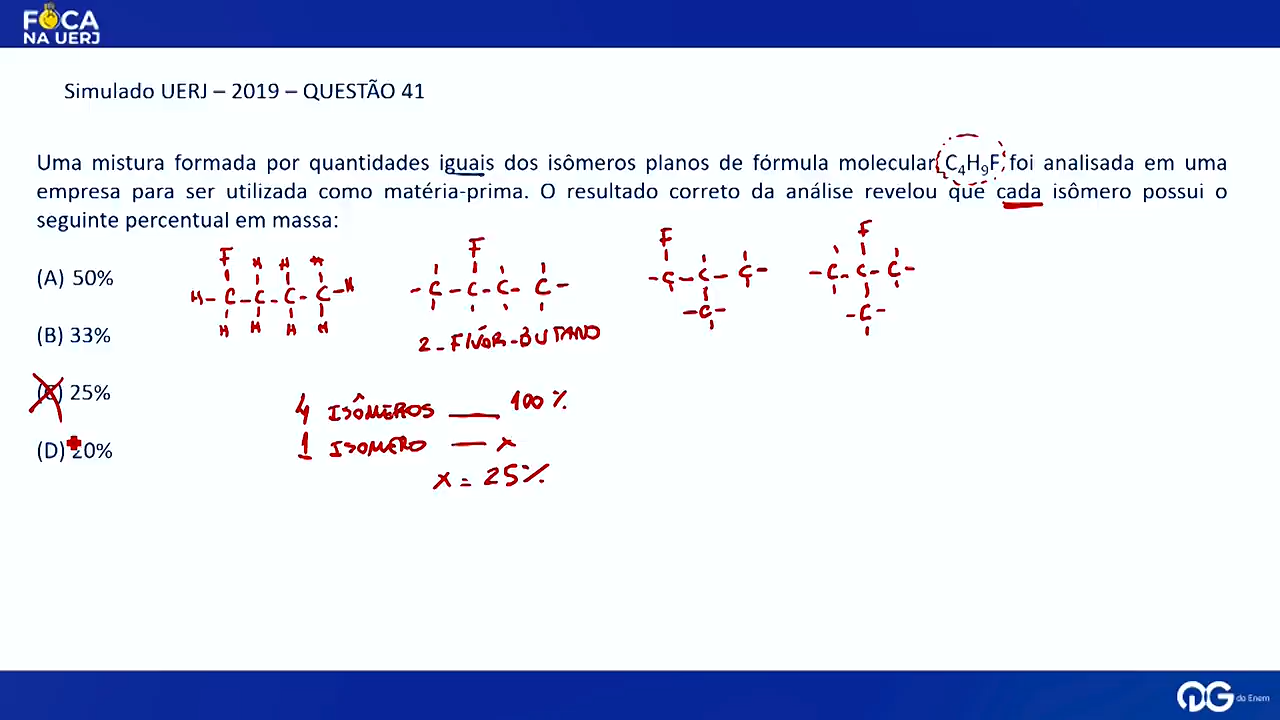 FOCA
NA UERJ
Simulado UERJ – 2019 – QUESTÃO 41
Uma mistura formada por quantidades iguais dos isômeros planos de fórmula molecular C₄H₉F foi analisada em uma
empresa para ser utilizada como matéria-prima. O resultado correto da análise revelou que cada isômero possui o
seguinte percentual em massa:
(A) 50%
(B) 33%
(C) 25%
(D) 20%
F H H H
H-C-C-C-C-H
H H H H
F
-C-C-C-C-
2-FLÚOR-BUTANO
F
-C-C-C-
-C-
F
-C-C-C-
-C-
4 ISÔMEROS — 100%
1 ISOMERO — x
x = 25%
QG do Enem